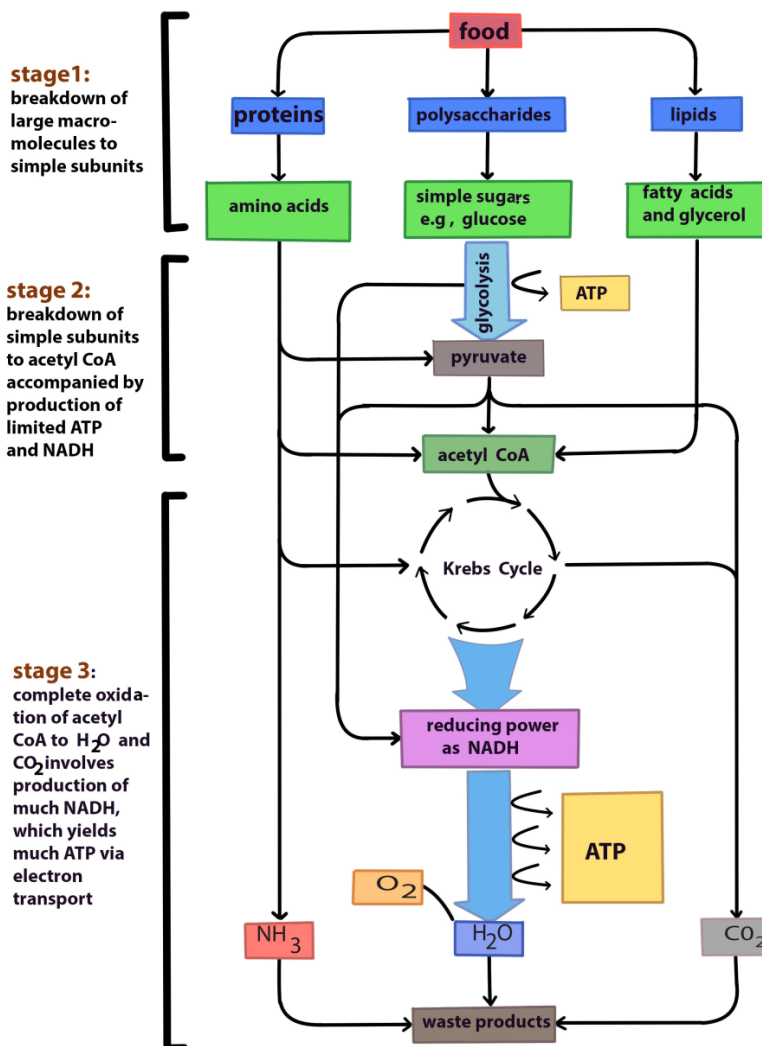 food
stage1:
breakdown of
large macro-
molecules to
simple subunits
proteins
polysaccharides
lipids
amino acids
simple sugars
e.g , glucose
fatty acids
and glycerol
stage 2:
breakdown of
simple subunits
to acetyl CoA
accompanied by
production of
limited ATP
and NADH
glycolysis
ATP
pyruvate
acetyl CoA
Krebs Cycle
stage 3:
complete oxida-
tion of acetyl
CoA to H2O and
CO2 involves
production of
much NADH,
which yields
much ATP via
electron
transport
reducing power
as NADH
ATP
O2
NH3
H2O
CO2
waste products